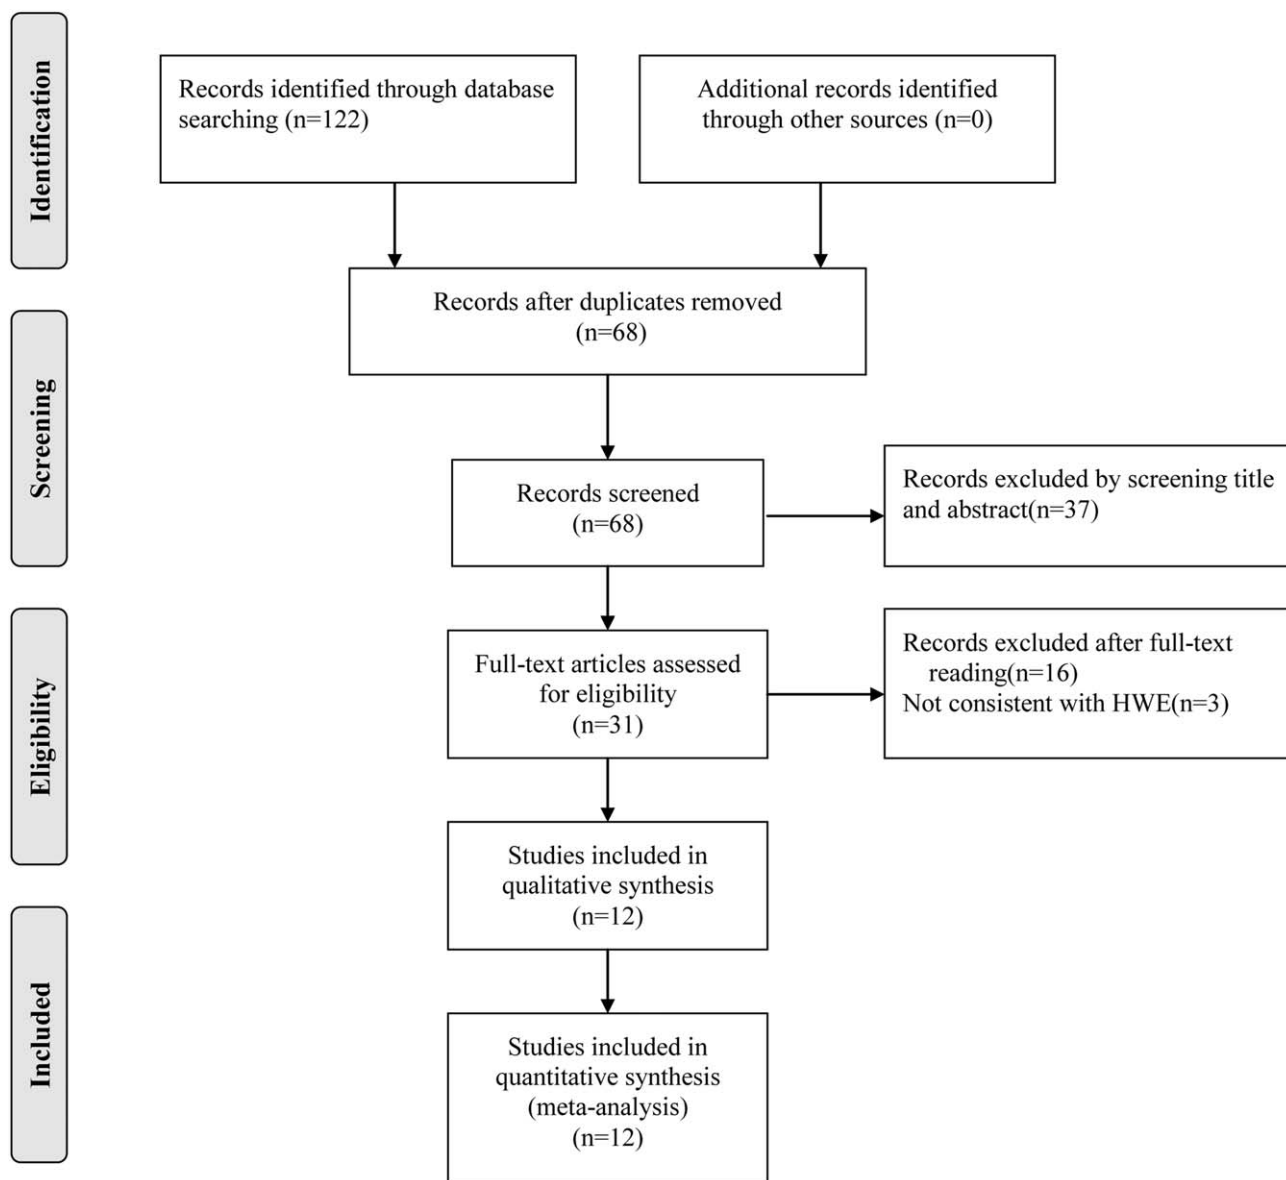 Identification
Records identified through database
searching (n=122)
Additional records identified
through other sources (n=0)
Records after duplicates removed
(n=68)
Screening
Records screened
(n=68)
Records excluded by screening title
and abstract(n=37)
Eligibility
Full-text articles assessed
for eligibility
(n=31)
Records excluded after full-text
reading(n=16)
Not consistent with HWE(n=3)
Studies included in
qualitative synthesis
(n=12)
Included
Studies included in
quantitative synthesis
(meta-analysis)
(n=12)